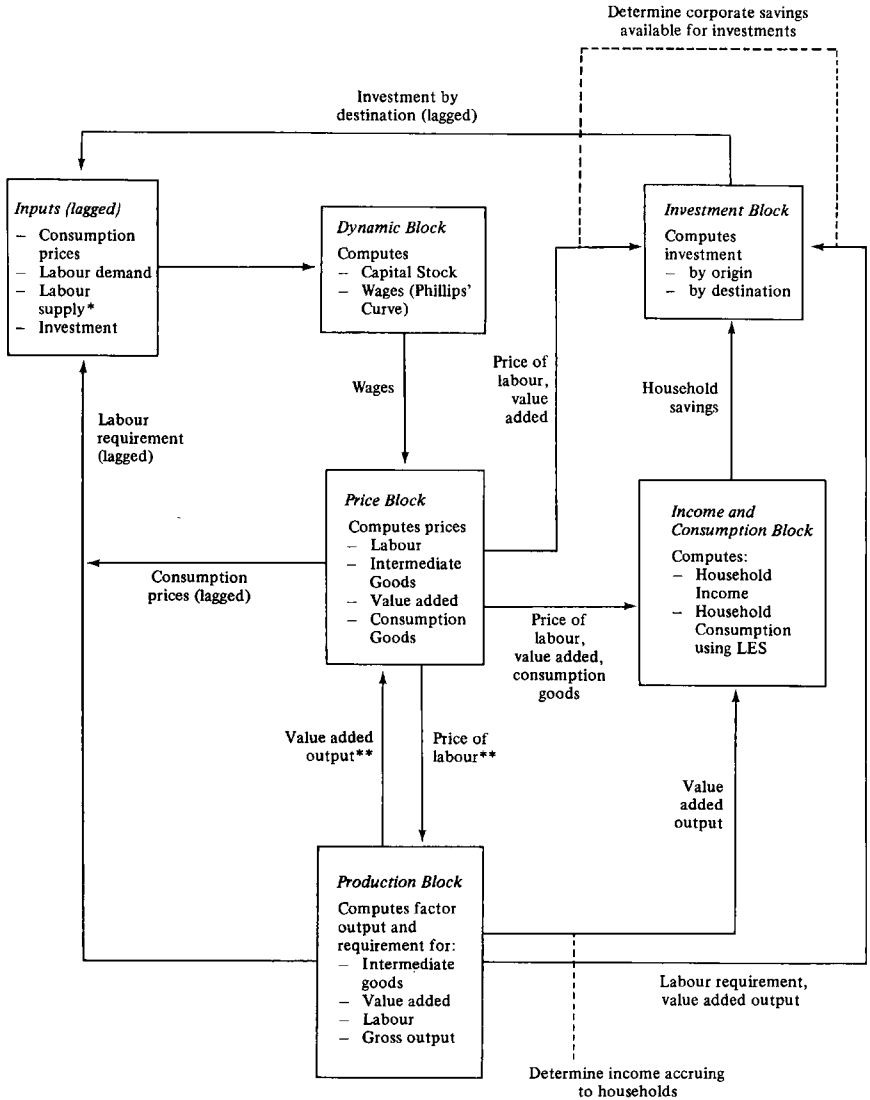 Determine corporate savings
available for investments
Investment by
destination (lagged)
Inputs (lagged)
– Consumption
prices
– Labour demand
– Labour
supply*
– Investment
Dynamic Block
Computes
– Capital Stock
– Wages (Phillips'
Curve)
Investment Block
Computes
investment
– by origin
– by destination
Wages
Price of
labour,
value
added
Household
savings
Labour
requirement
(lagged)
Price Block
Computes prices
– Labour
– Intermediate
Goods
– Value added
– Consumption
Goods
Income and
Consumption Block
Computes:
– Household
Income
– Household
Consumption
using LES
Consumption
prices (lagged)
Price of
labour,
value added,
consumption
goods
Value added
output**
Price of
labour**
Value
added
output
Production Block
Computes factor
output and
requirement for:
– Intermediate
goods
– Value added
– Labour
– Gross output
Labour requirement,
value added output
Determine income accruing
to households